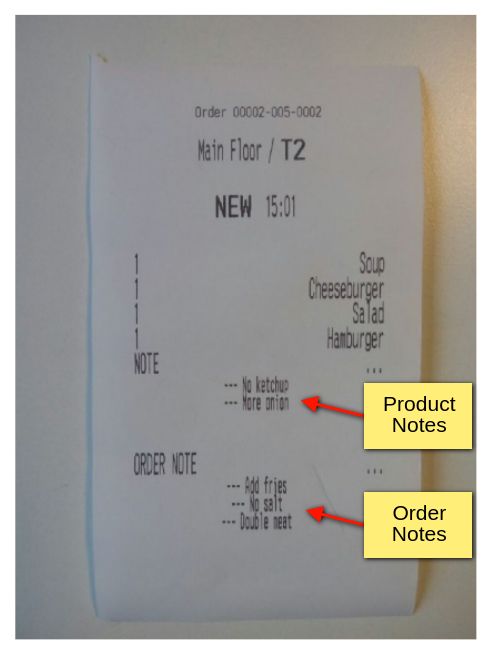 Order 00002-005-0002
Main Floor / T2
NEW 15:01
1 Soup
1 Cheeseburger
1 Salad
1 Hamburger
NOTE ...
--- No ketchup
--- More onion
Product
Notes
ORDER NOTE ...
--- Add fries
--- No salt
--- Double meat
Order
Notes